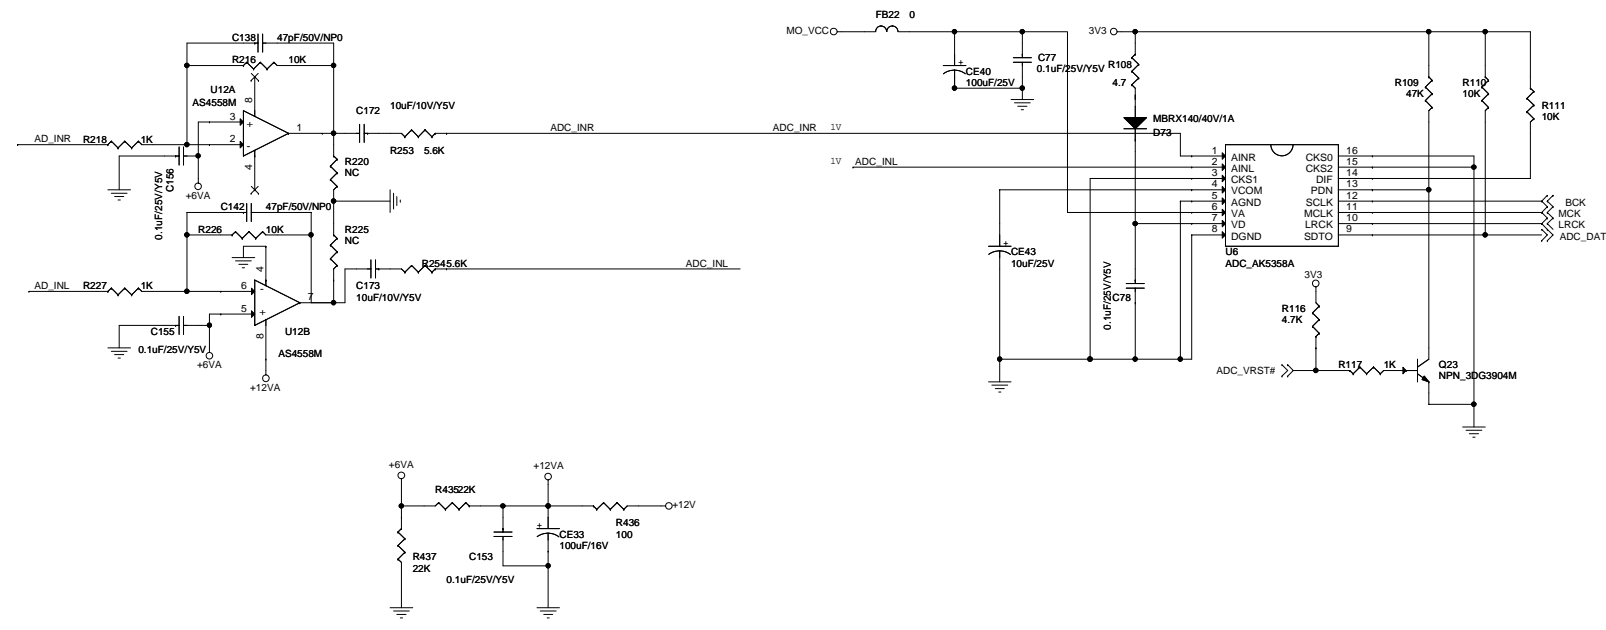 C138 47pF/50V/NP0
R216 10K
U12A
AS4558M
8
3
+
2
-
1
4
AD_INR
R218 1K
C156
0.1uF/25V/Y5V
+6VA
C172
10uF/10V/Y5V
R253 5.6K
ADC_INR
ADC_INR
1V
R220
NC
C142 47pF/50V/NP0
R226 10K
R225
NC
4
6
-
5
+
7
8
AD_INL
R227 1K
C155
0.1uF/25V/Y5V
+6VA
U12B
AS4558M
+12VA
C173
10uF/10V/Y5V
R254 5.6K
ADC_INL
1V
ADC_INL
MO_VCC
FB22 0
+
CE40
100uF/25V
C77
0.1uF/25V/Y5V
3V3
R108
4.7
MBRX140/40V/1A
D73
R109
47K
R110
10K
R111
10K
1 AINR
2 AINL
3 CKS1
4 VCOM
5 AGND
6 VA
7 VD
8 DGND
CKS0 16
CKS2 15
DIF 14
PDN 13
SCLK 12
MCLK 11
LRCK 10
SDTO 9
U6
ADC_AK5358A
BCK
MCK
LRCK
ADC_DAT
+
CE43
10uF/25V
C78
0.1uF/25V/Y5V
3V3
R116
4.7K
ADC_VRST#
R117 1K
Q23
NPN_3DG3904M
+6VA
R435 22K
R437
22K
+12VA
C153
0.1uF/25V/Y5V
+
CE33
100uF/16V
R436
100
+12V